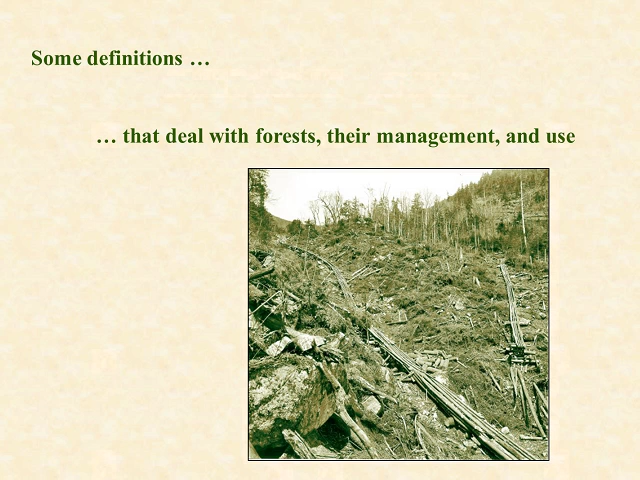 Some definitions …
… that deal with forests, their management, and use